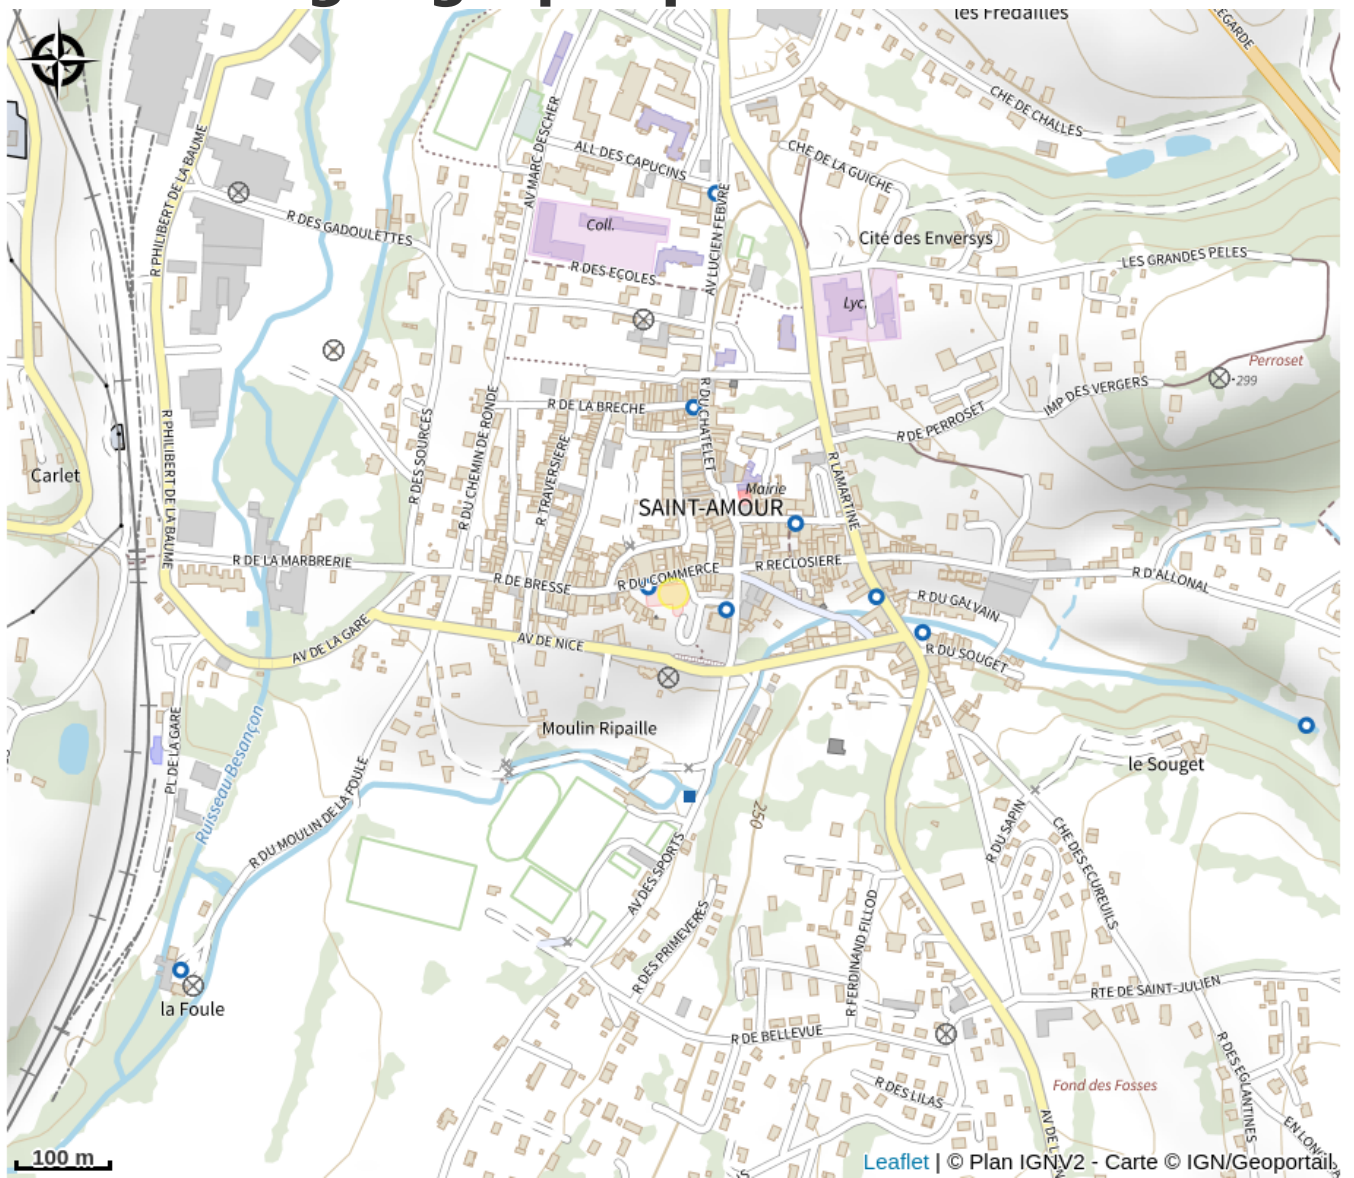 les Fredailles
CHE DE CHALLES
ALL DES CAPUCINS
CHE DE LA GUICHE
AV MARC DESCHER
R PHILIBERT DE LA BAUME
R DES GADOULETTES
Coll.
AV LUCIEN FEBVRE
Cité des Enversys
LES GRANDES PELES
R DES ECOLES
Lyc.
Perroset
299
IMP DES VERGERS
R DE LA BRECHE
R DU CHATELET
R DE PERROSET
R DES SOURCES
R DU CHEMIN DE RONDE
R TRAVERSIERE
R PHILIBERT DE LA BAUME
Carlet
R LAMARTINE
Mairie
SAINT-AMOUR
R DE LA MARBRERIE
R DE BRESSE
R DU COMMERCE
R RECLOSIERE
R D'ALLONAL
R DU GALVAIN
AV DE LA GARE
AV DE NICE
R DU SOUGET
PL DE LA GARE
Ruisseau Besançon
Moulin Ripaille
le Souget
R DU MOULIN DE LA FOULE
250
R DU SAPIN
CHE DES ECUREUILS
AV DES SPORTS
R DES PRIMEVERES
R FERDINAND FILLOD
la Foule
RTE DE SAINT-JULIEN
R DE BELLEVUE
R DES LILAS
Fond des Fosses
R DES EGLANTINES
100 m
Leaflet | © Plan IGNV2 - Carte © IGN/Geoportail